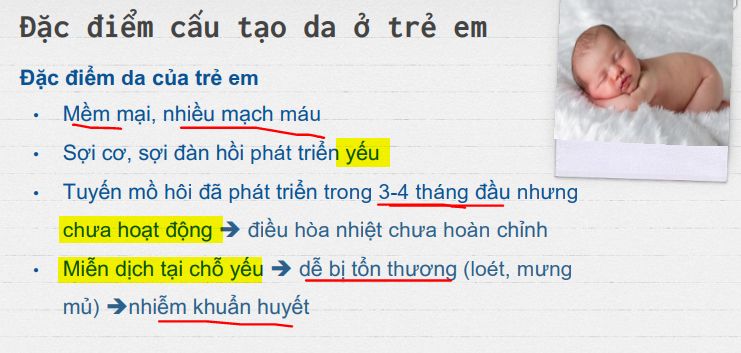 Đặc điểm cấu tạo da ở trẻ em
Đặc điểm da của trẻ em
• Mềm mại, nhiều mạch máu
• Sợi cơ, sợi đàn hồi phát triển yếu
• Tuyến mồ hôi đã phát triển trong 3-4 tháng đầu nhưng
chưa hoạt động ➔ điều hòa nhiệt chưa hoàn chỉnh
• Miễn dịch tại chỗ yếu ➔ dễ bị tổn thương (loét, mưng
mủ) ➔nhiễm khuẩn huyết